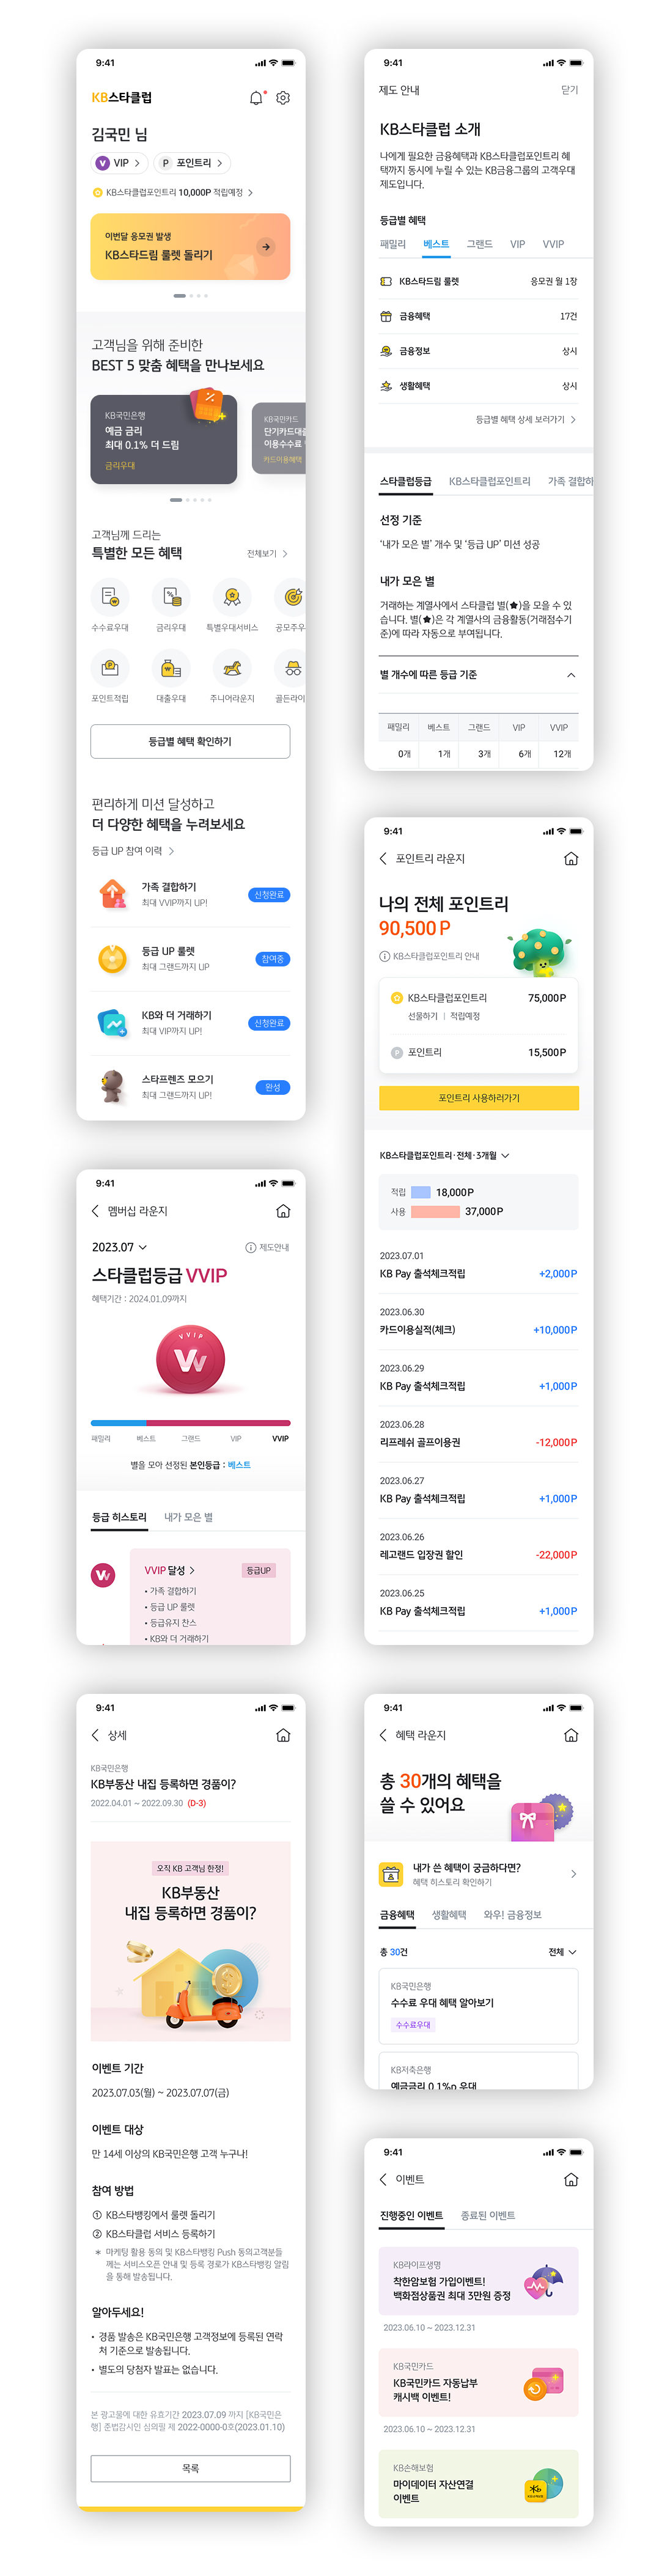 9:41
KB스타클럽
김국민 님
VIP
P 포인트리
KB스타클럽포인트리 10,000P 적립예정
이번달 응모권 발생
KB스타드림 룰렛 돌리기
고객님을 위해 준비한
BEST 5 맞춤 혜택을 만나보세요
KB국민은행
예금 금리
최대 0.1% 더 드림
금리우대
KB국민카드
단기카드대출
이용수수료
카드이용혜택
고객님께 드리는
특별한 모든 혜택
전체보기
수수료우대 금리우대 특별우대서비스 공모주우
포인트적립 대출우대 주니어라운지 골든라이
등급별 혜택 확인하기
편리하게 미션 달성하고
더 다양한 혜택을 누려보세요
등급 UP 참여 이력
가족 결합하기
최대 VVIP까지 UP!
신청완료
등급 UP 룰렛
최대 그랜드까지 UP
참여중
KB와 더 거래하기
최대 VIP까지 UP!
신청완료
스타프렌즈 모으기
최대 그랜드까지 UP!
완성
9:41
멤버십 라운지
2023.07
제도안내
스타클럽등급 VVIP
혜택기간 : 2024.01.09까지
VVIP
패밀리 베스트 그랜드 VIP VVIP
별을 모아 선정된 본인등급 : 베스트
등급 히스토리 내가 모은 별
VVIP 달성
등급UP
• 가족 결합하기
• 등급 UP 룰렛
• 등급유지 찬스
• KB와 더 거래하기
9:41
상세
KB국민은행
KB부동산 내집 등록하면 경품이?
2022.04.01 ~ 2022.09.30 (D-3)
오직 KB 고객님 한정!
KB부동산
내집 등록하면 경품이?
이벤트 기간
2023.07.03(월) ~ 2023.07.07(금)
이벤트 대상
만 14세 이상의 KB국민은행 고객 누구나!
참여 방법
① KB스타뱅킹에서 룰렛 돌리기
② KB스타클럽 서비스 등록하기
* 마케팅 활용 동의 및 KB스타뱅킹 Push 동의고객분들
께는 서비스오픈 안내 및 등록 경로가 KB스타뱅킹 알림
을 통해 발송됩니다.
알아두세요!
• 경품 발송은 KB국민은행 고객정보에 등록된 연락
처 기준으로 발송됩니다.
• 별도의 당첨자 발표는 없습니다.
본 광고물에 대한 유효기간 2023.07.09 까지 [KB국민은
행] 준법감시인 심의필 제 2022-0000-0호(2023.01.10)
목록
9:41
제도 안내
닫기
KB스타클럽 소개
나에게 필요한 금융혜택과 KB스타클럽포인트리 혜
택까지 동시에 누릴 수 있는 KB금융그룹의 고객우대
제도입니다.
등급별 혜택
패밀리 베스트 그랜드 VIP VVIP
KB스타드림 룰렛 응모권 월 1장
금융혜택 17건
금융정보 상시
생활혜택 상시
등급별 혜택 상세 보러가기
스타클럽등급 KB스타클럽포인트리 가족 결합하
선정 기준
‘내가 모은 별’ 개수 및 ‘등급 UP’ 미션 성공
내가 모은 별
거래하는 계열사에서 스타클럽 별(★)을 모을 수 있
습니다. 별(★)은 각 계열사의 금융활동(거래점수기
준)에 따라 자동으로 부여됩니다.
별 개수에 따른 등급 기준
패밀리 베스트 그랜드 VIP VVIP
0개 1개 3개 6개 12개
9:41
포인트리 라운지
나의 전체 포인트리
90,500 P
KB스타클럽포인트리 안내
KB스타클럽포인트리 75,000P
선물하기 | 적립예정
P 포인트리 15,500P
포인트리 사용하러가기
KB스타클럽포인트리·전체·3개월
적립 18,000P
사용 37,000P
2023.07.01
KB Pay 출석체크적립 +2,000P
2023.06.30
카드이용실적(체크) +10,000P
2023.06.29
KB Pay 출석체크적립 +1,000P
2023.06.28
리프레쉬 골프이용권 -12,000P
2023.06.27
KB Pay 출석체크적립 +1,000P
2023.06.26
레고랜드 입장권 할인 -22,000P
2023.06.25
KB Pay 출석체크적립 +1,000P
9:41
혜택 라운지
총 30개의 혜택을
쓸 수 있어요
내가 쓴 혜택이 궁금하다면?
혜택 히스토리 확인하기
금융혜택 생활혜택 와우! 금융정보
총 30건
전체
KB국민은행
수수료 우대 혜택 알아보기
수수료우대
KB저축은행
예금금리 0.1%p 우대
9:41
이벤트
진행중인 이벤트 종료된 이벤트
KB라이프생명
착한암보험 가입이벤트!
백화점상품권 최대 3만원 증정
2023.06.10 ~ 2023.12.31
KB국민카드
KB국민카드 자동납부
캐시백 이벤트!
2023.06.10 ~ 2023.12.31
KB손해보험
마이데이터 자산연결
이벤트